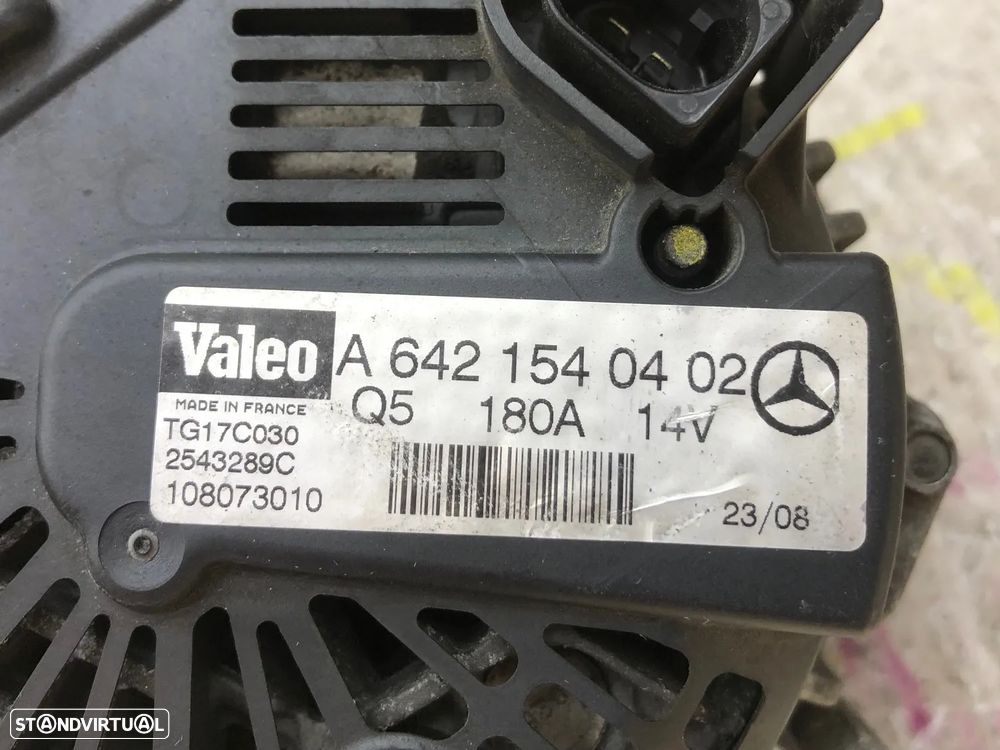 Valeo
A 642 154 04 02
MADE IN FRANCE
Q5 180A 14V
TG17C030
2543289C
108073010
23/08
STANDVIRTUAL